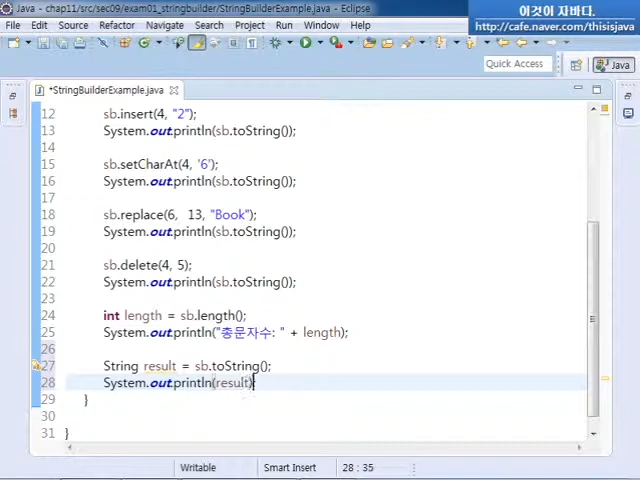 Java - chap11/src/sec09/exam01_stringbuilder/StringBuilderExample.java - Eclipse
이것이 자바다.
http://cafe.naver.com/thisisjava
File Edit Source Refactor Navigate Search Project Run Window Help
Quick Access
Java
*StringBuilderExample.java
12 sb.insert(4, "2");
13 System.out.println(sb.toString());
14
15 sb.setCharAt(4, '6');
16 System.out.println(sb.toString());
17
18 sb.replace(6, 13, "Book");
19 System.out.println(sb.toString());
20
21 sb.delete(4, 5);
22 System.out.println(sb.toString());
23
24 int length = sb.length();
25 System.out.println("총문자수: " + length);
26
27 String result = sb.toString();
28 System.out.println(result)
29 }
30
31 }
Writable Smart Insert 28 : 35